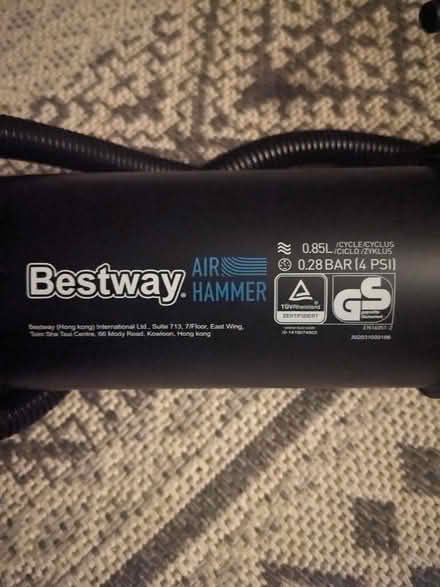 Bestway®
AIR
HAMMER
Bestway (Hong kong) International Ltd., Suite 713, 7/Floor, East Wing,
Tsim Sha Tsui Centre, 66 Mody Road, Kowloon, Hong kong
0.85L /CYCLE/CYCLUS
/CICLO /ZYKLUS
0.28 BAR (4 PSI)
TÜVRheinland
ZERTIFIZIERT
GS
geprüfte
Sicherheit